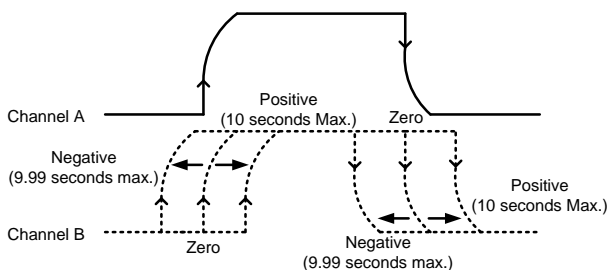 Channel A
Positive
(10 seconds Max.)
Zero
Negative
(9.99 seconds max.)
Positive
(10 seconds Max.)
Channel B
Zero
Negative
(9.99 seconds max.)